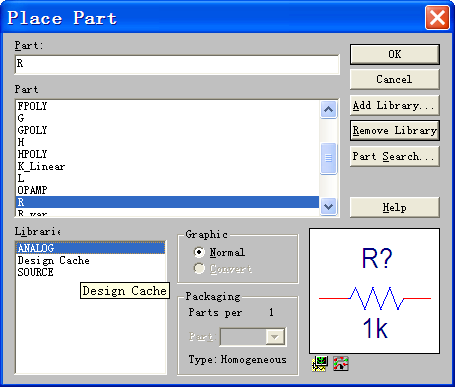 Place Part
Part:
R
OK
Cancel
Add Library...
Remove Library
Part Search...
Help
Part
FPOLY
G
GPOLY
H
HPOLY
K_Linear
L
OPAMP
R
R_var
Librarie
ANALOG
Design Cache
SOURCE
Design Cache
Graphic
Normal
Convert
Packaging
Parts per 1
Part
Type: Homogeneous
R?
1k